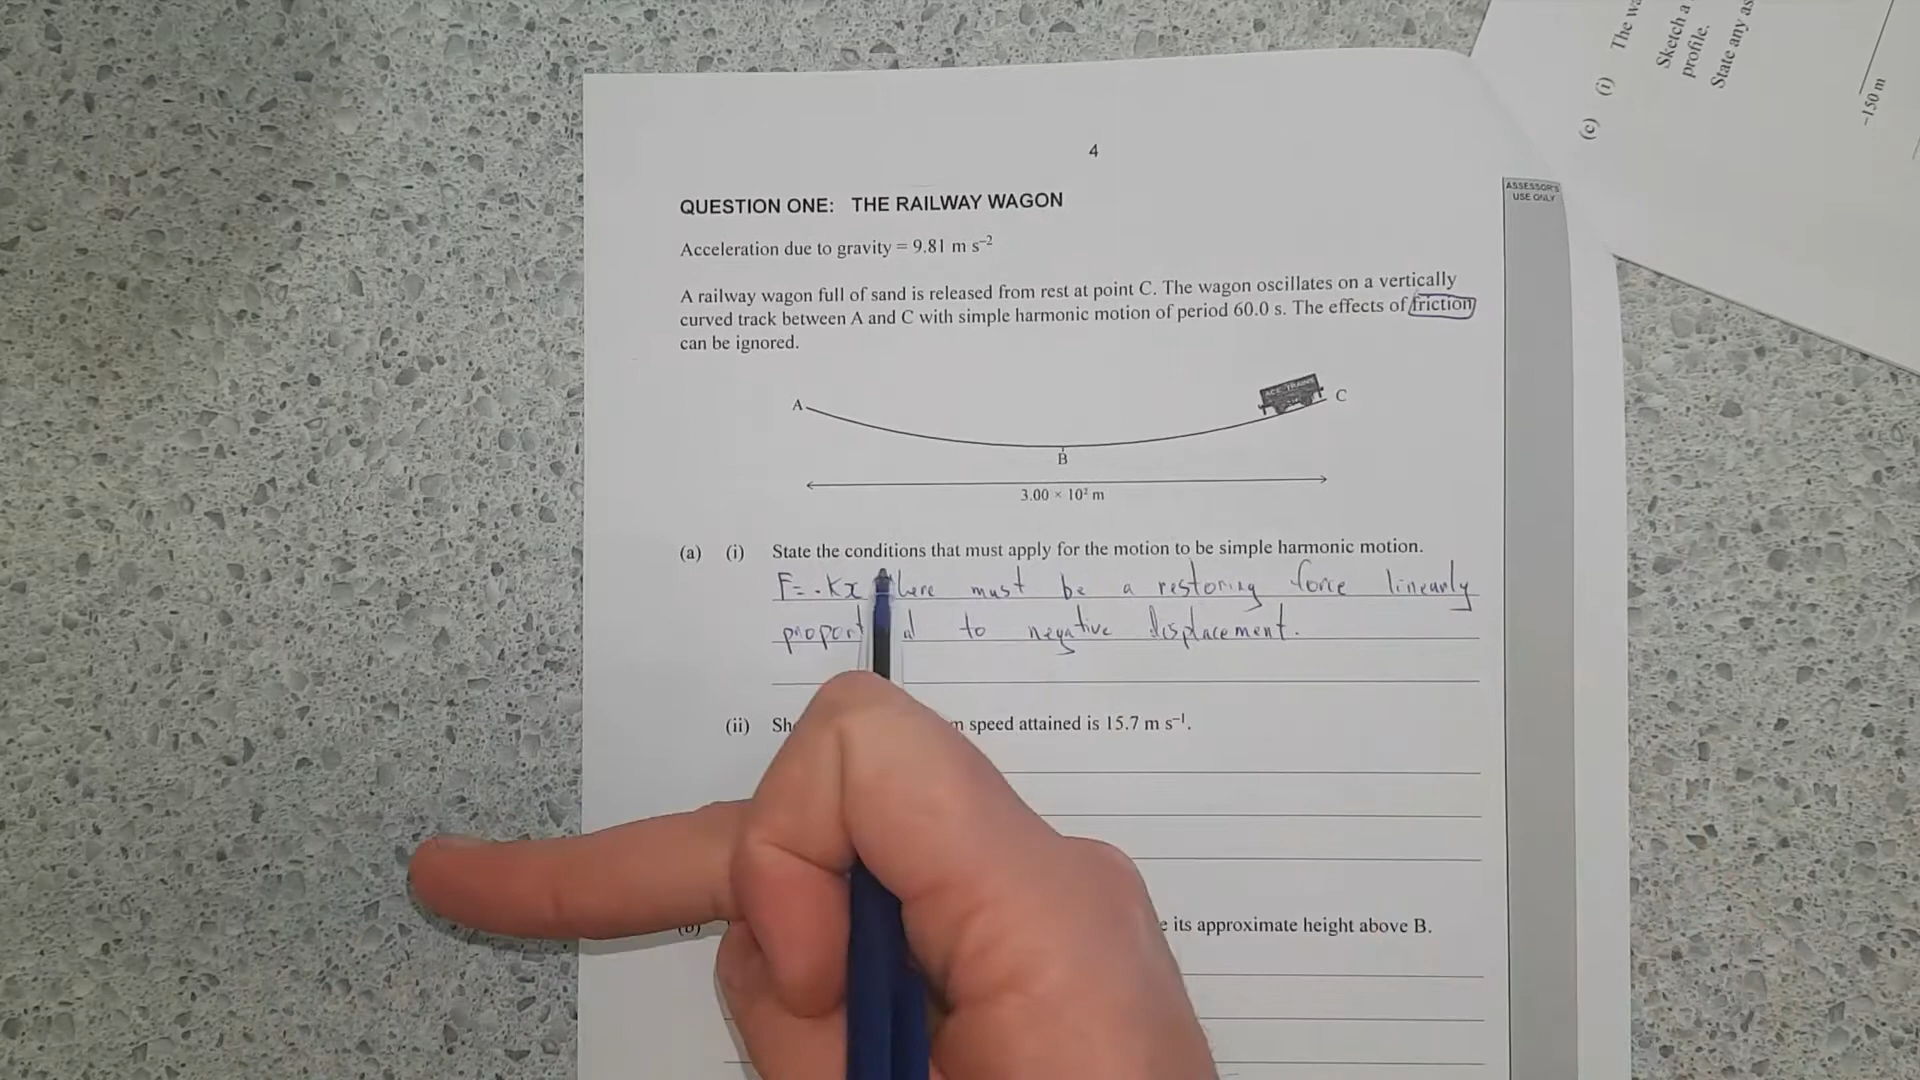 4
QUESTION ONE: THE RAILWAY WAGON
ASSESSOR'S
USE ONLY
Acceleration due to gravity = 9.81 m s⁻²
A railway wagon full of sand is released from rest at point C. The wagon oscillates on a vertically
curved track between A and C with simple harmonic motion of period 60.0 s. The effects of friction
can be ignored.
ACE TRAINS
A
C
B
3.00 × 10² m
(a) (i) State the conditions that must apply for the motion to be simple harmonic motion.
F = -kx there must be a restoring force linearly
to negative displacement.
(ii) speed attained is 15.7 m s⁻¹.
(b) its approximate height above B.
(c) (i) The
Sketch a
profile.
State any
–150 m